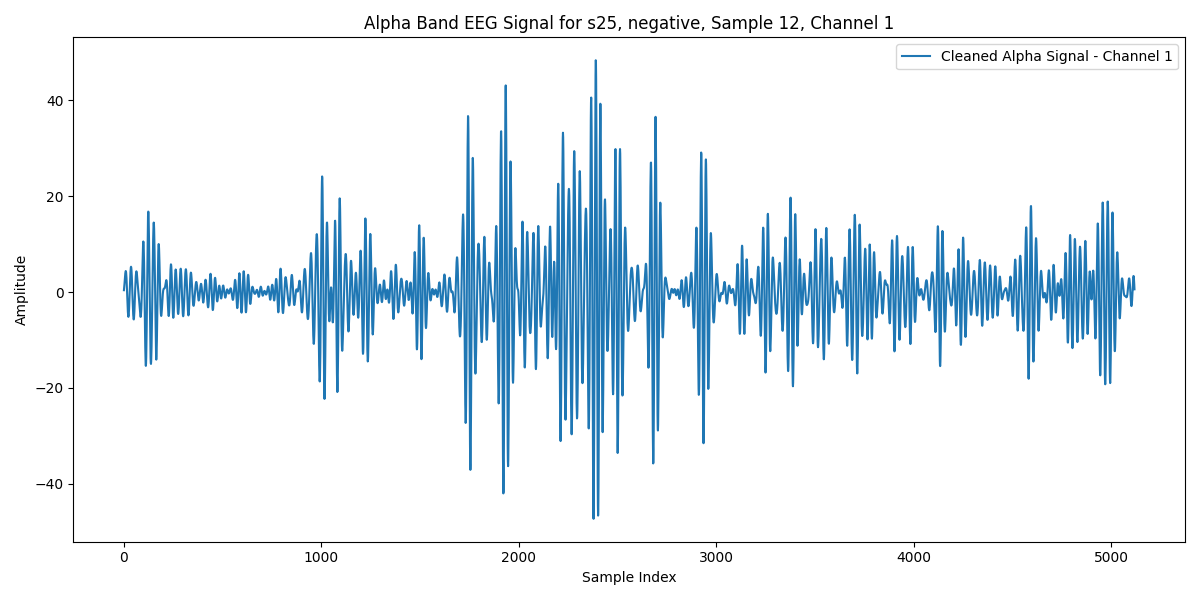 Alpha Band EEG Signal for s25, negative, Sample 12, Channel 1
Cleaned Alpha Signal - Channel 1
Amplitude
40
20
0
−20
−40
0 1000 2000 3000 4000 5000
Sample Index